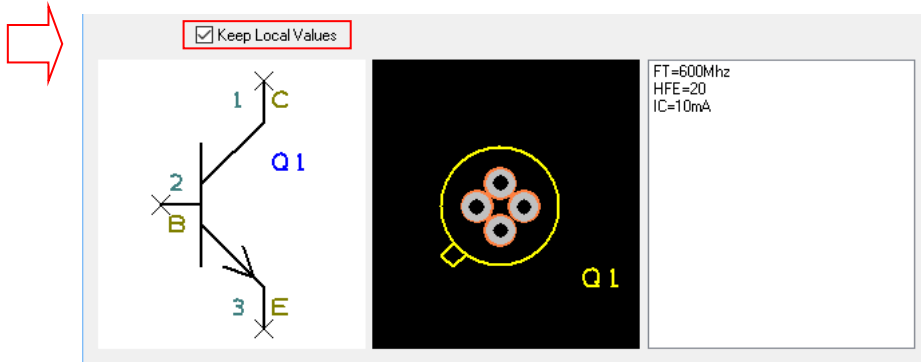 Keep Local Values
1 C
Q1
2
B
3 E
Q1
FT=600Mhz
HFE=20
IC=10mA